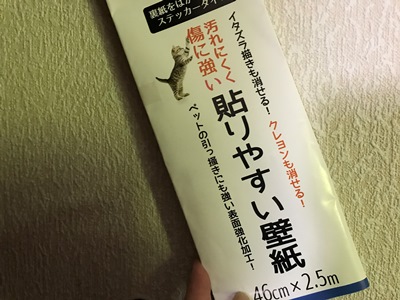 裏紙をはが
ステッカータイ
イタズラ描きも消せる!
クレヨンも消せる!
汚れにくく
傷に強い
貼りやすい壁紙
ペットの引っ描きにも強い表面強化加工!
46cm×2.5m